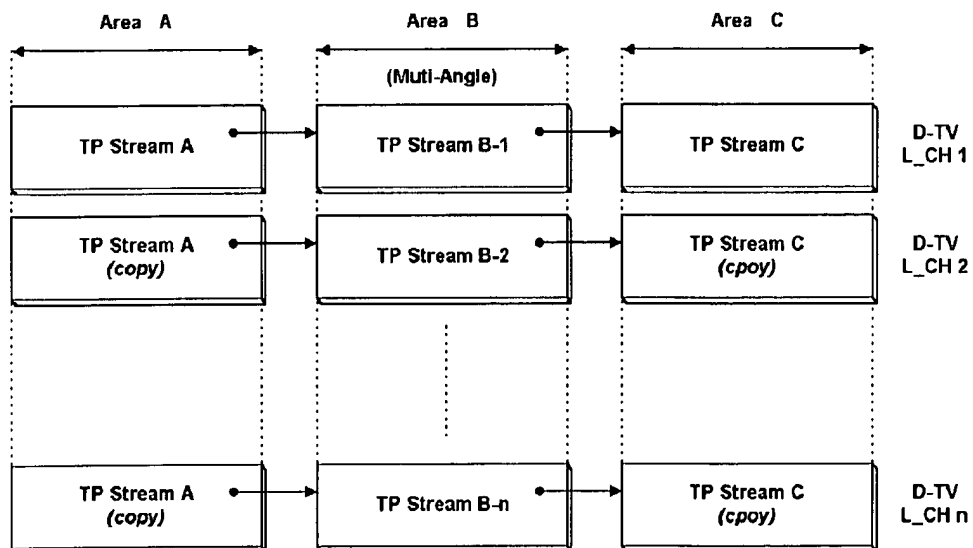 Area A
Area B
Area C
(Muti-Angle)
TP Stream A
TP Stream B-1
TP Stream C
D-TV
L_CH 1
TP Stream A
(copy)
TP Stream B-2
TP Stream C
(cpoy)
D-TV
L_CH 2
TP Stream A
(copy)
TP Stream B-n
TP Stream C
(cpoy)
D-TV
L_CH n